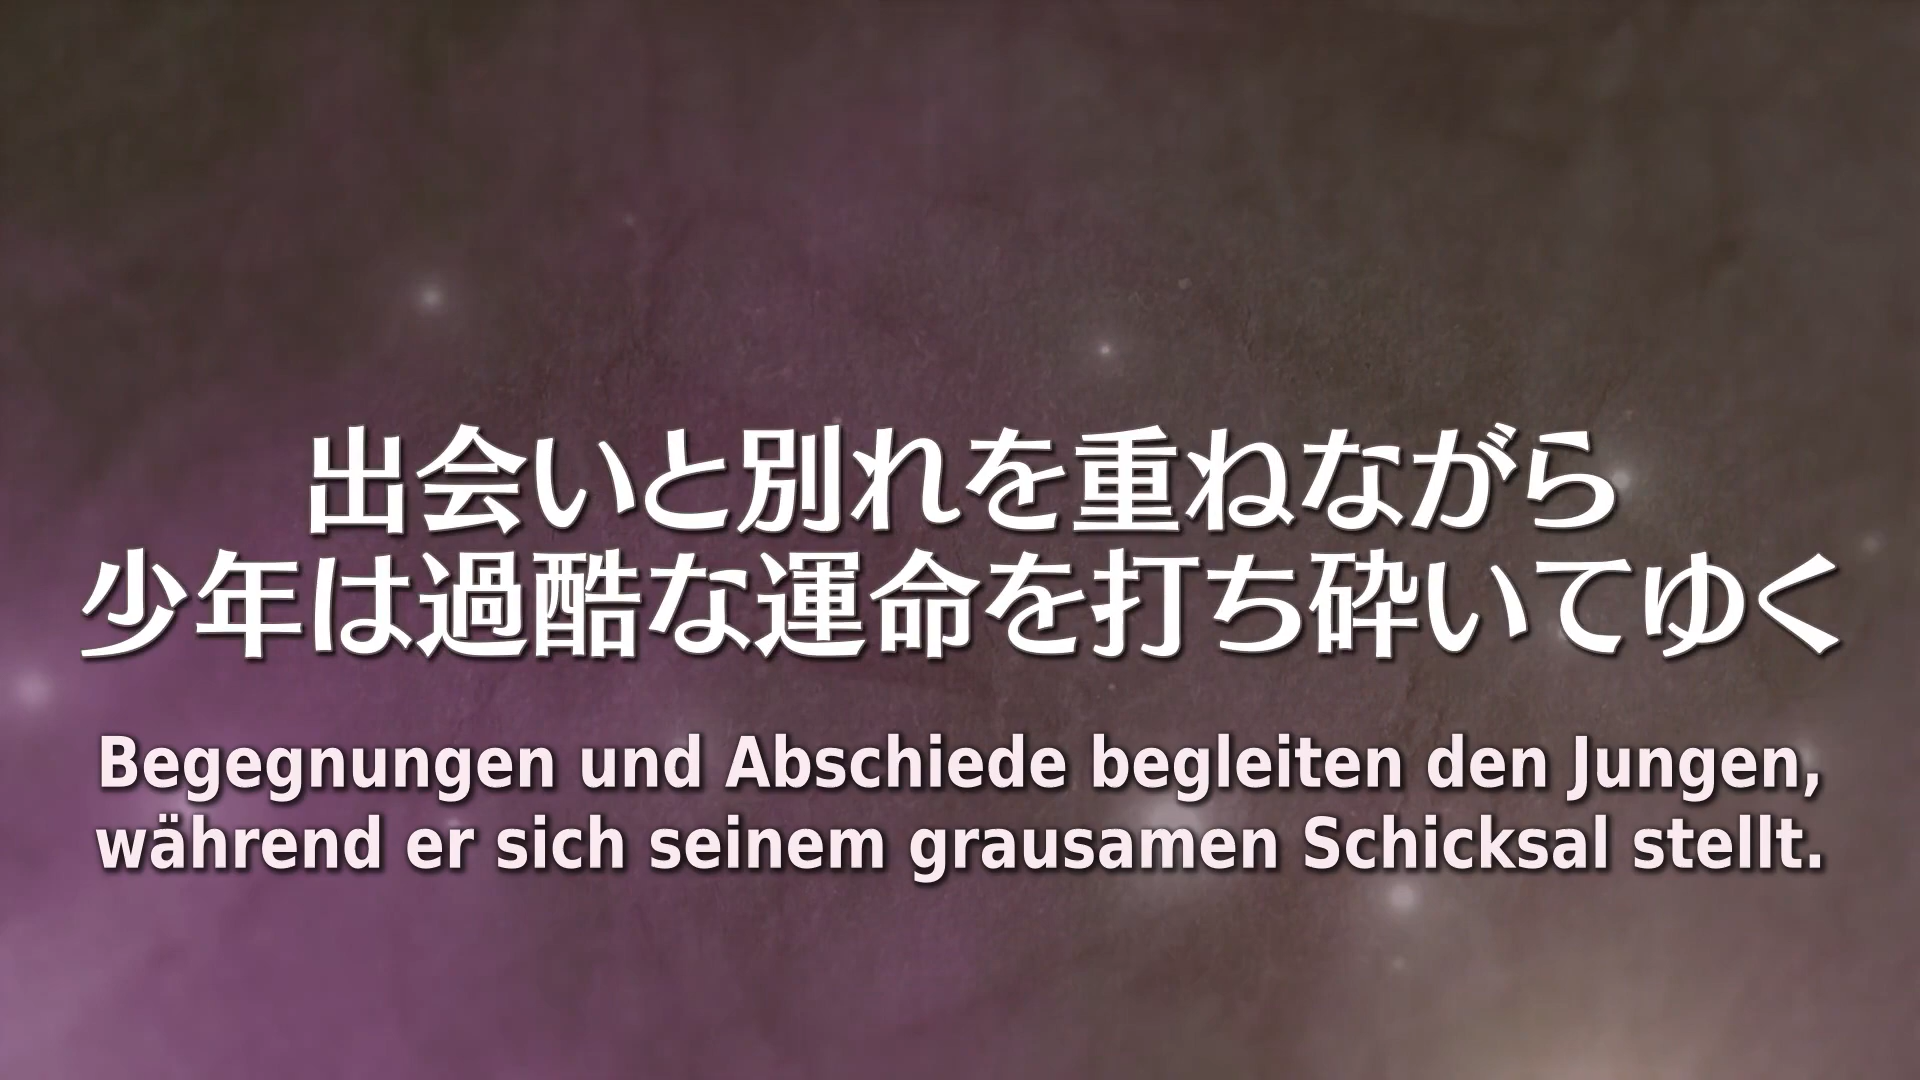 出会いと別れを重ねながら
少年は過酷な運命を打ち砕いてゆく
Begegnungen und Abschiede begleiten den Jungen,
während er sich seinem grausamen Schicksal stellt.